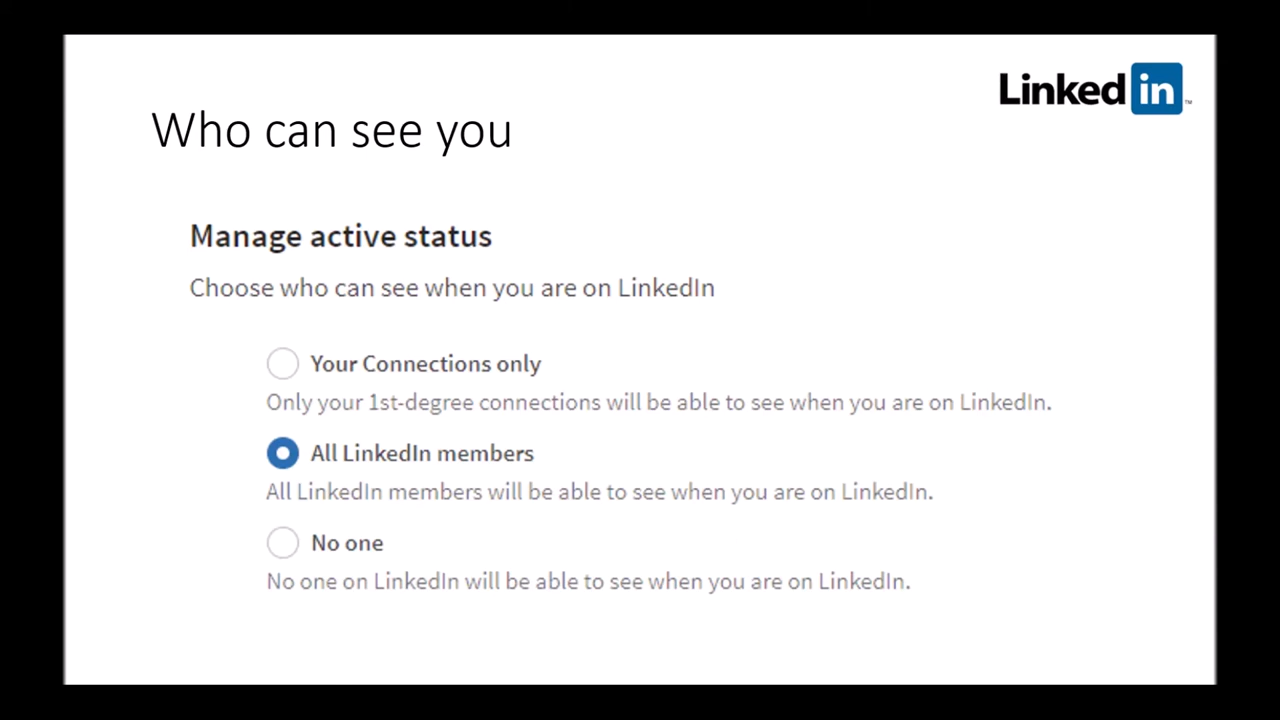 Linked in ™
Who can see you
Manage active status
Choose who can see when you are on LinkedIn
Your Connections only
Only your 1st-degree connections will be able to see when you are on LinkedIn.
All LinkedIn members
All LinkedIn members will be able to see when you are on LinkedIn.
No one
No one on LinkedIn will be able to see when you are on LinkedIn.